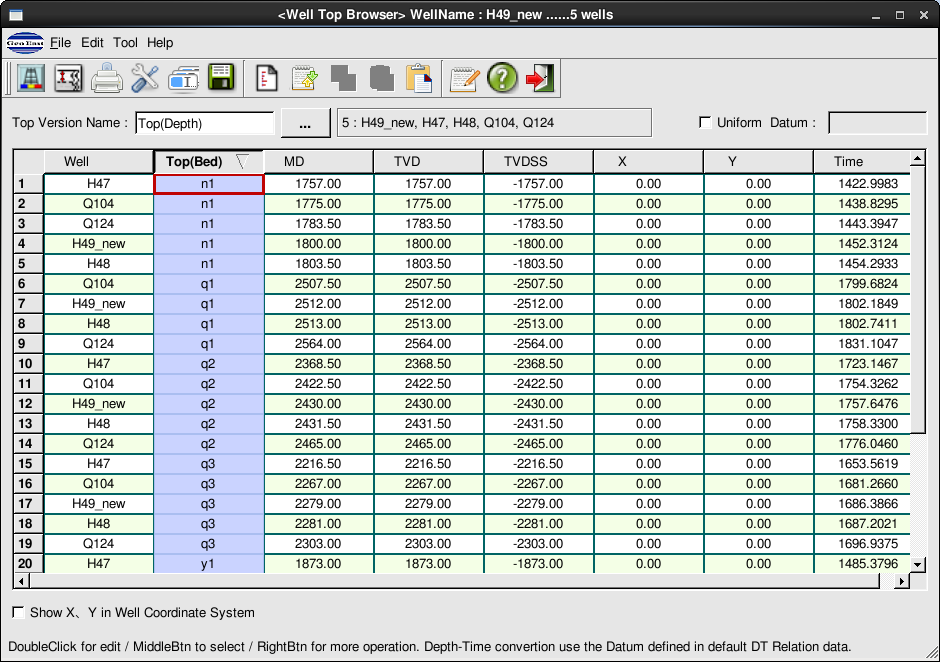 <Well Top Browser> WellName : H49_new ......5 wells
Geo East File Edit Tool Help
Top Version Name : Top(Depth) ... 5 : H49_new, H47, H48, Q104, Q124 Uniform Datum :
Well Top(Bed) MD TVD TVDSS X Y Time
1 H47 n1 1757.00 1757.00 -1757.00 0.00 0.00 1422.9983
2 Q104 n1 1775.00 1775.00 -1775.00 0.00 0.00 1438.8295
3 Q124 n1 1783.50 1783.50 -1783.50 0.00 0.00 1443.3947
4 H49_new n1 1800.00 1800.00 -1800.00 0.00 0.00 1452.3124
5 H48 n1 1803.50 1803.50 -1803.50 0.00 0.00 1454.2933
6 Q104 q1 2507.50 2507.50 -2507.50 0.00 0.00 1799.6824
7 H49_new q1 2512.00 2512.00 -2512.00 0.00 0.00 1802.1849
8 H48 q1 2513.00 2513.00 -2513.00 0.00 0.00 1802.7411
9 Q124 q1 2564.00 2564.00 -2564.00 0.00 0.00 1831.1047
10 H47 q2 2368.50 2368.50 -2368.50 0.00 0.00 1723.1467
11 Q104 q2 2422.50 2422.50 -2422.50 0.00 0.00 1754.3262
12 H49_new q2 2430.00 2430.00 -2430.00 0.00 0.00 1757.6476
13 H48 q2 2431.50 2431.50 -2431.50 0.00 0.00 1758.3300
14 Q124 q2 2465.00 2465.00 -2465.00 0.00 0.00 1776.0460
15 H47 q3 2216.50 2216.50 -2216.50 0.00 0.00 1653.5619
16 Q104 q3 2267.00 2267.00 -2267.00 0.00 0.00 1681.2660
17 H49_new q3 2279.00 2279.00 -2279.00 0.00 0.00 1686.3866
18 H48 q3 2281.00 2281.00 -2281.00 0.00 0.00 1687.2021
19 Q124 q3 2303.00 2303.00 -2303.00 0.00 0.00 1696.9375
20 H47 y1 1873.00 1873.00 -1873.00 0.00 0.00 1485.3796
Show X、Y in Well Coordinate System
DoubleClick for edit / MiddleBtn to select / RightBtn for more operation. Depth-Time convertion use the Datum defined in default DT Relation data.